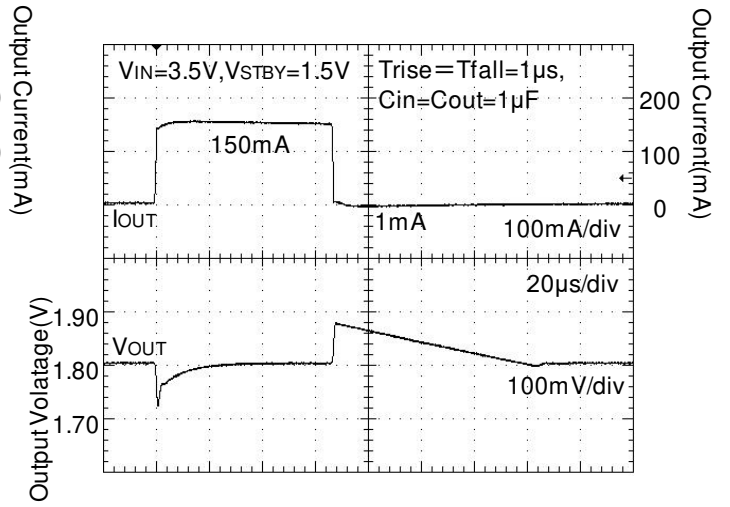 Output Current(mA)
Output Current(mA)
VIN=3.5V,VSTBY=1.5V
Trise=Tfall=1µs,
Cin=Cout=1µF
200
150mA
100
←
0
IOUT
1mA
100mA/div
20µs/div
Output Volatage(V)
1.90
VOUT
1.80
100mV/div
1.70